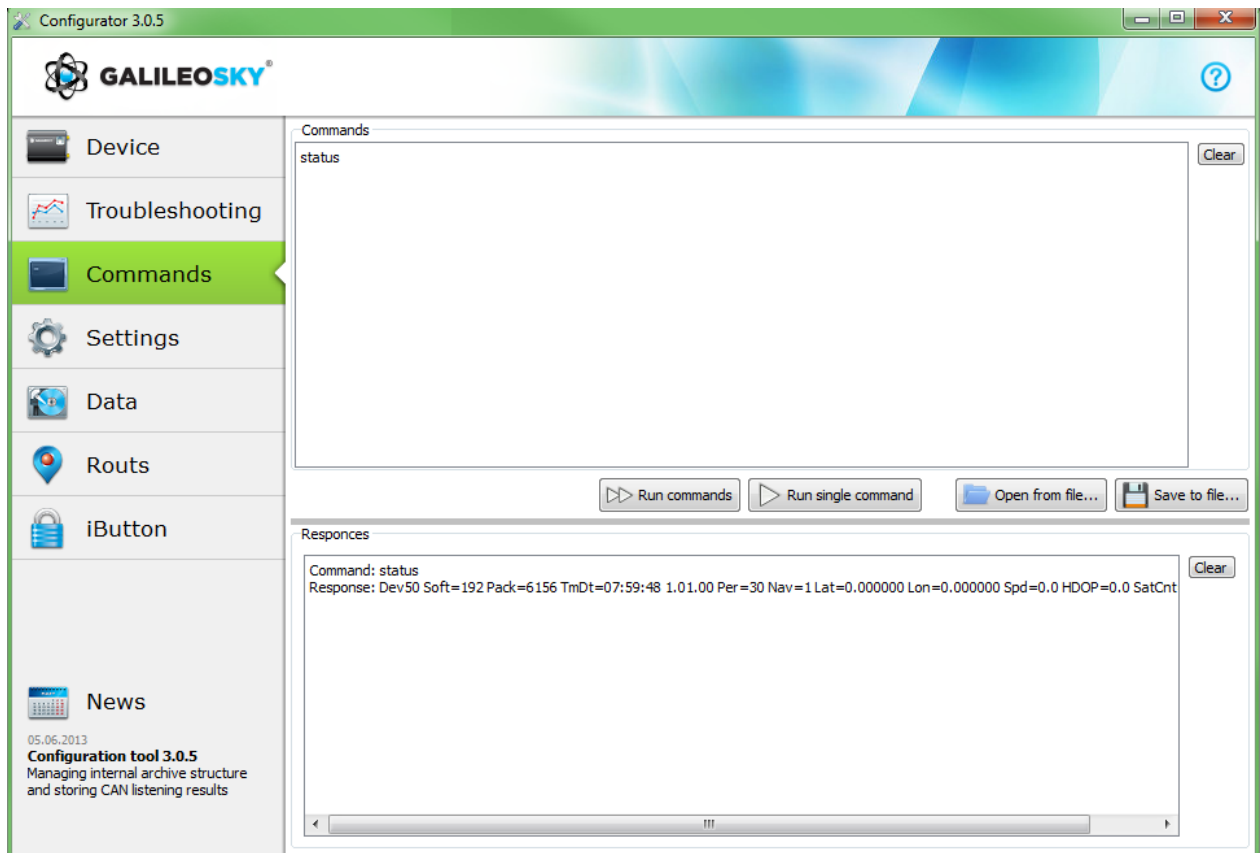 Configurator 3.0.5
GALILEOSKY®
Device
Troubleshooting
Commands
Settings
Data
Routs
iButton
News
05.06.2013
Configuration tool 3.0.5
Managing internal archive structure
and storing CAN listening results
Commands
status
Clear
Run commands
Run single command
Open from file...
Save to file...
Responces
Command: status
Response: Dev50 Soft=192 Pack=6156 TmDt=07:59:48 1.01.00 Per=30 Nav=1 Lat=0.000000 Lon=0.000000 Spd=0.0 HDOP=0.0 SatCnt
Clear